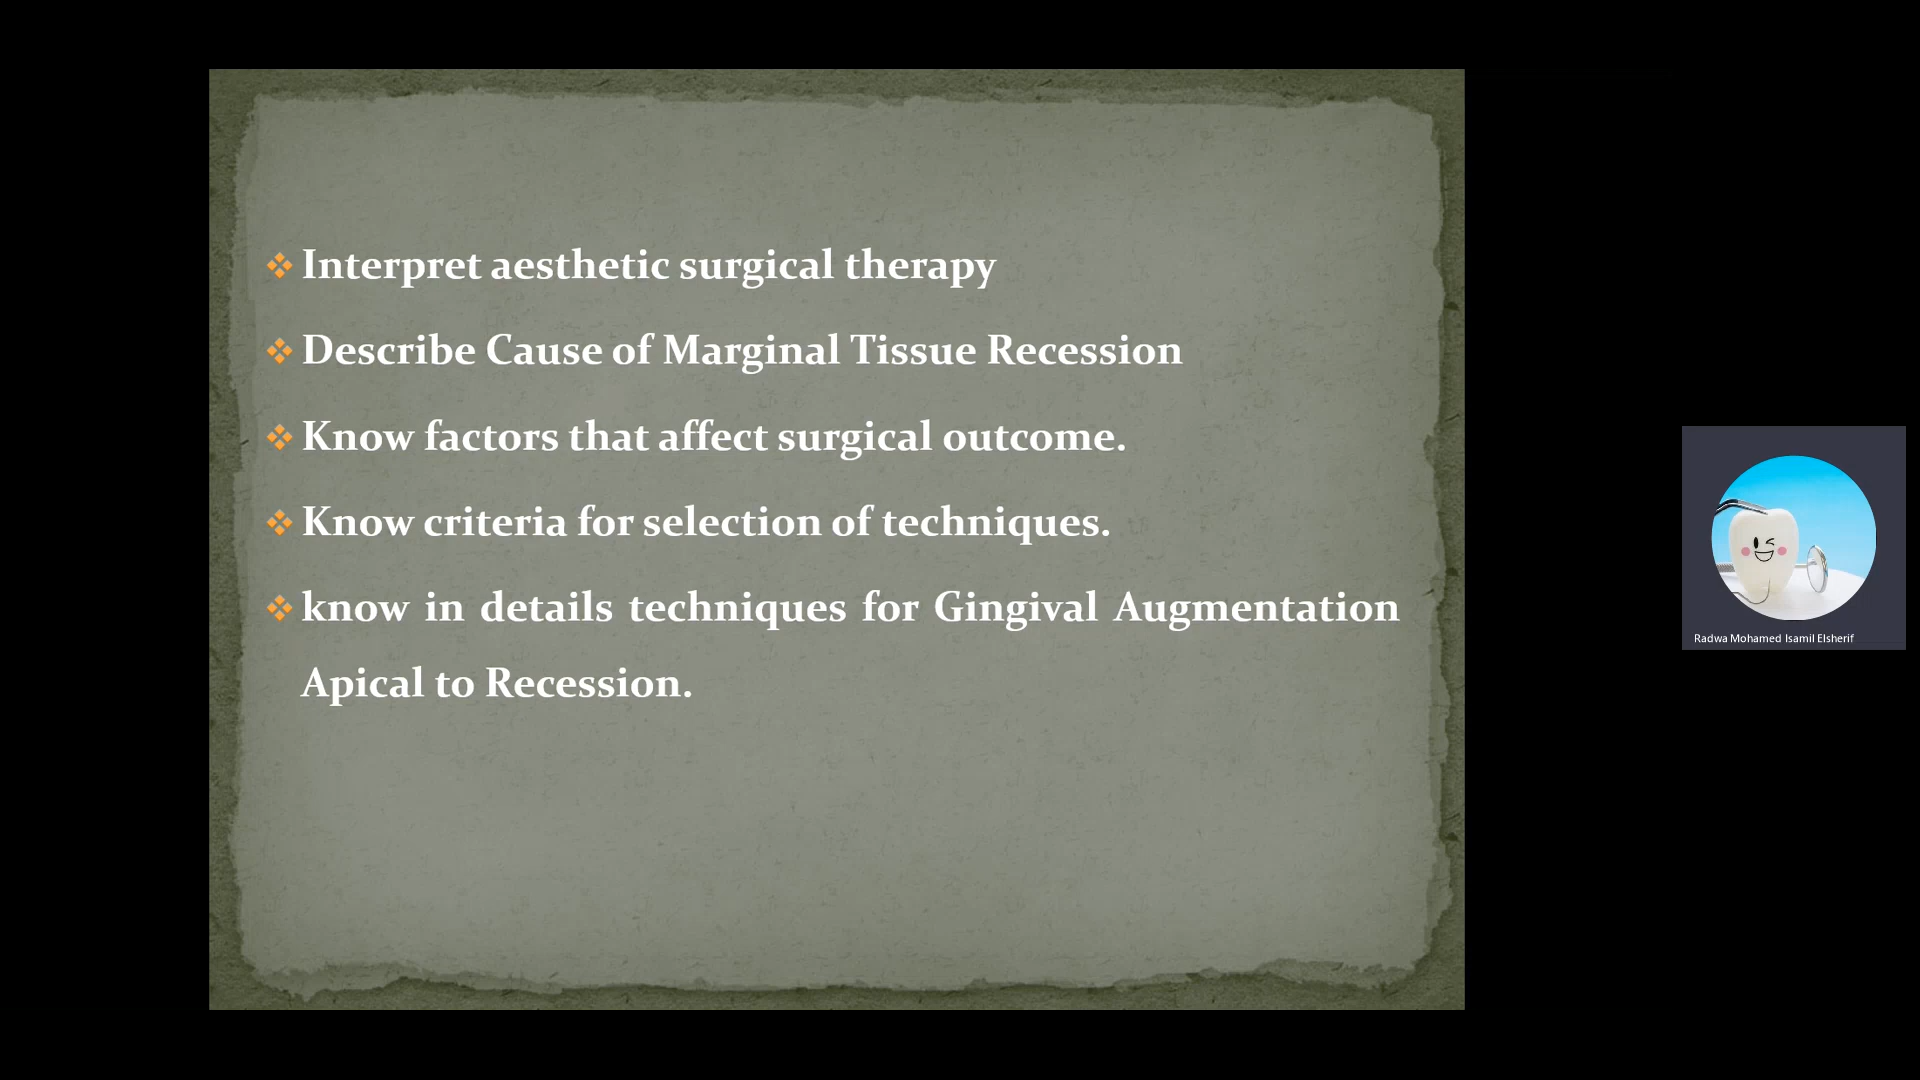 ❖ Interpret aesthetic surgical therapy
❖ Describe Cause of Marginal Tissue Recession
❖ Know factors that affect surgical outcome.
❖ Know criteria for selection of techniques.
❖ know in details techniques for Gingival Augmentation
Apical to Recession.
Radwa Mohamed Isamil Elsherif